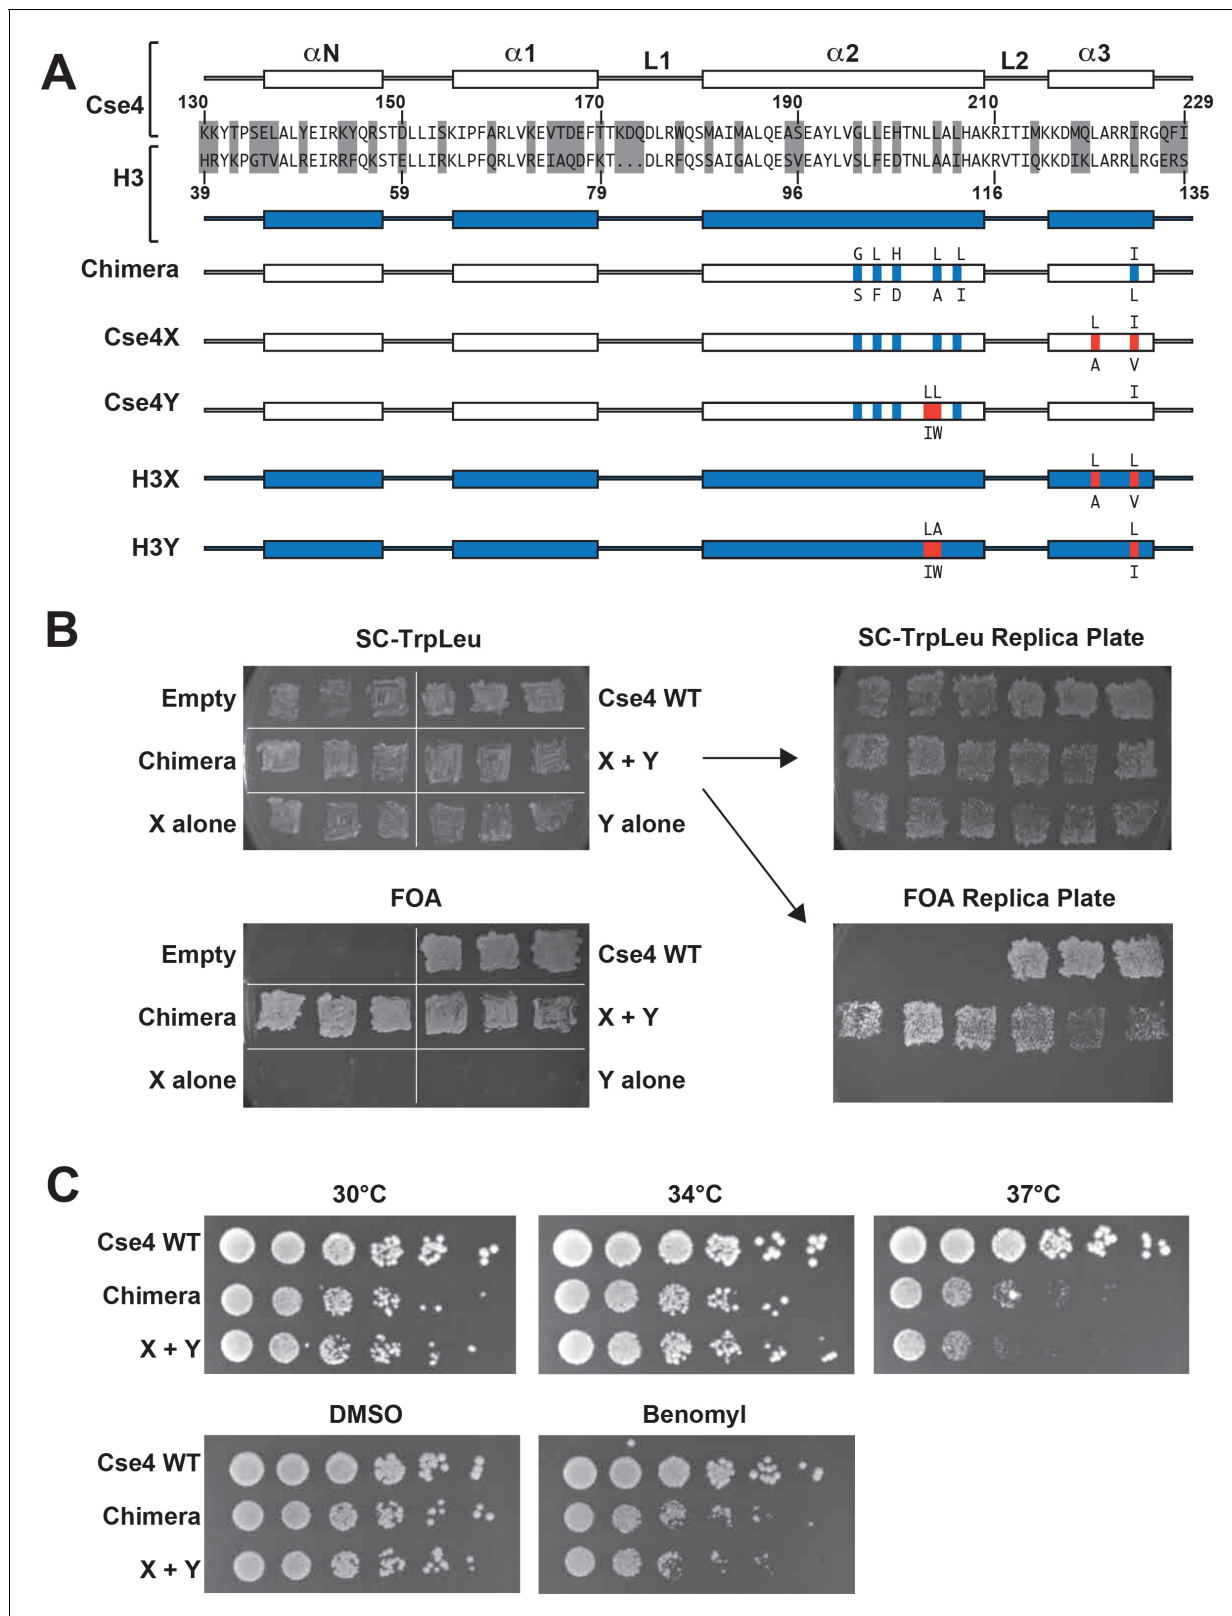 A
αN α1 L1 α2 L2 α3
Cse4
130 150 170 190 210 229
KKYTPSELALYEIRKYQRSTDLLISKIPFARLVKEVTDEFTTKDQDLRWQSMAIMALQEASEAYLVGLLEHTNLLALHAKRITIMKKDMQLARRIRGQFI
HRYKPGTVALREIRRFQKSTELLIRKLPFQRLVREIAQDFKT...DLRFQSSAIGALQESVEAYLVSLFEDTNLAAIHAKRVTIQKKDIKLARRLRGERS
H3
39 59 79 96 116 135
G L H L L I
Chimera
S F D A I L
L I
Cse4X
A V
LL I
Cse4Y
IW
L L
H3X
A V
LA L
H3Y
IW I
B
SC-TrpLeu SC-TrpLeu Replica Plate
Empty Cse4 WT
Chimera X + Y
X alone Y alone
FOA FOA Replica Plate
Empty Cse4 WT
Chimera X + Y
X alone Y alone
C
30°C 34°C 37°C
Cse4 WT
Chimera
X + Y
DMSO Benomyl
Cse4 WT
Chimera
X + Y